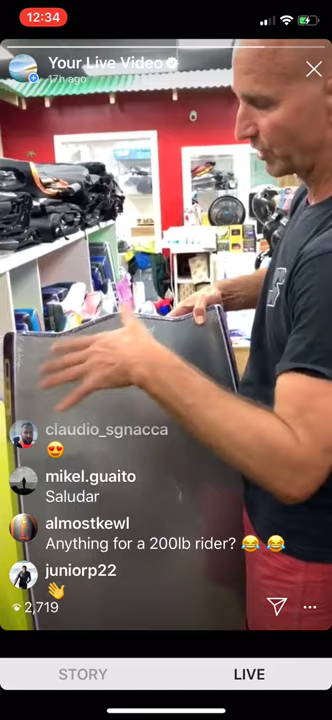 12:34
Your Live Video
17h ago
claudio_sgnacca
😍
mikel.guaito
Saludar
almostkewl
Anything for a 200lb rider? 😂 😂
juniorp22
👋
2,719
STORY
LIVE